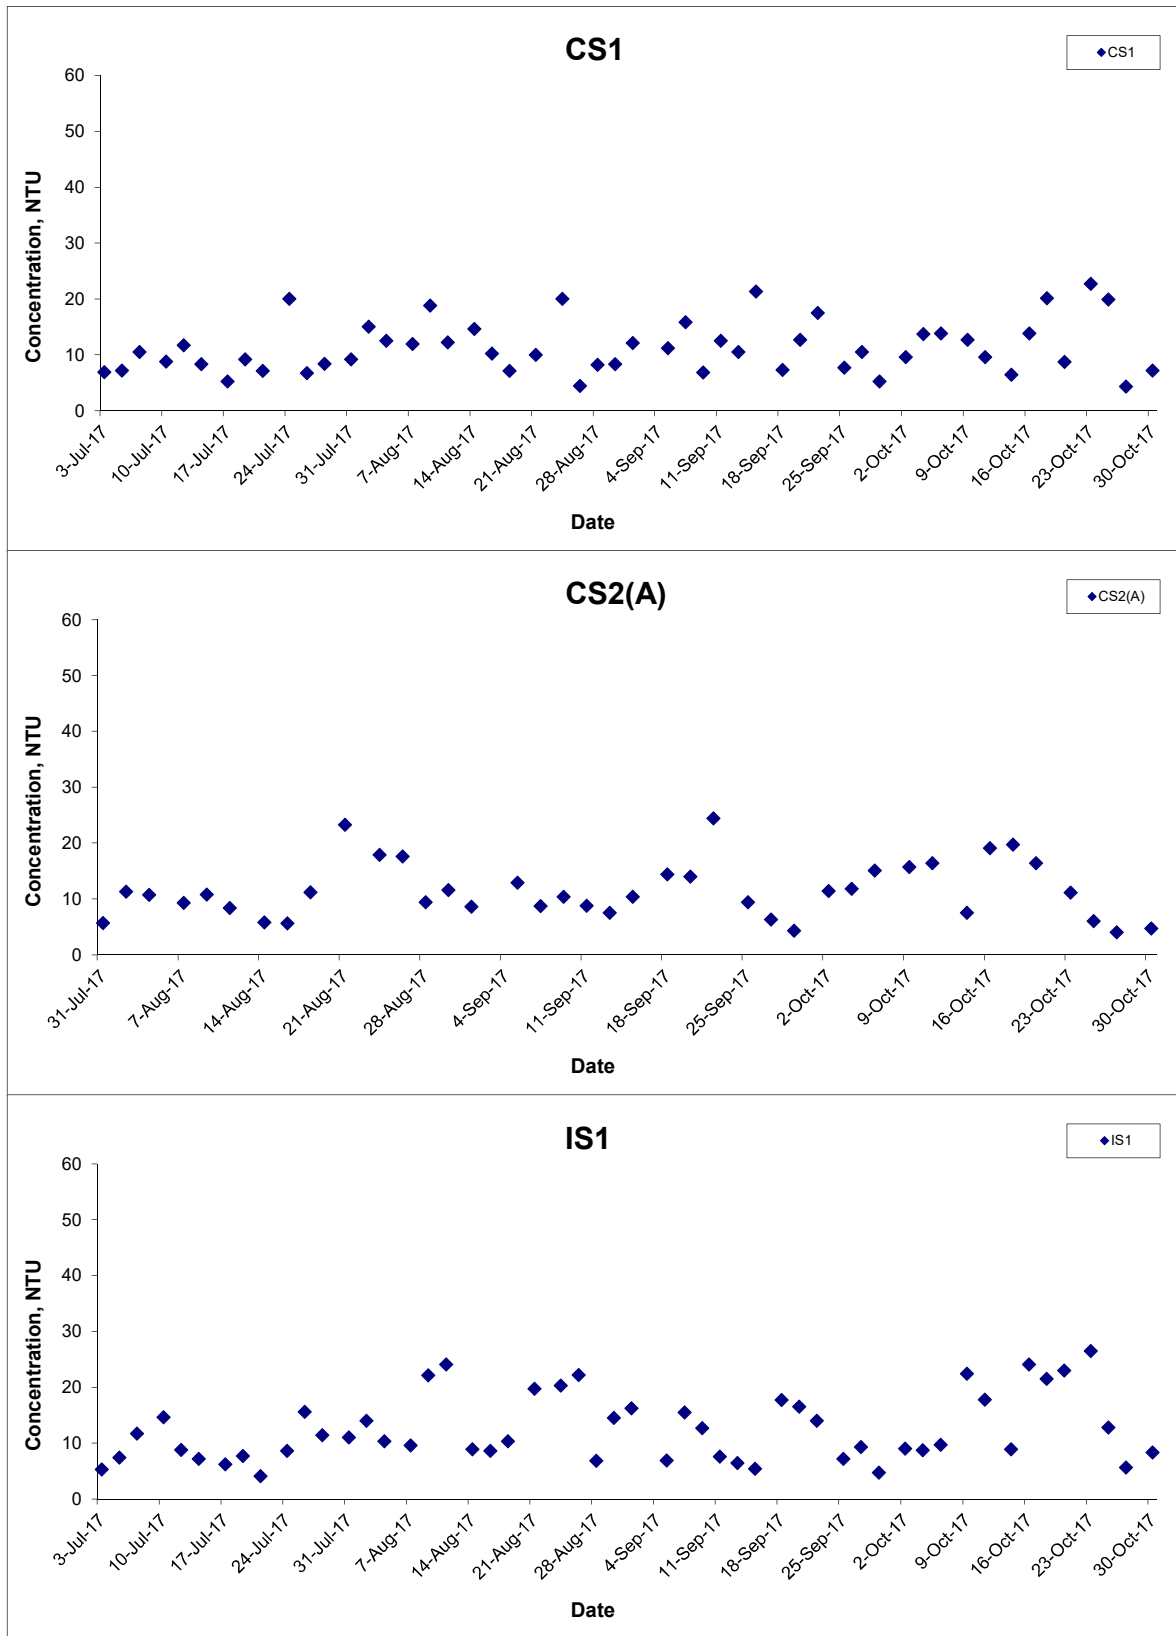 CS1
CS1
60
50
40
30
20
10
0
Concentration, NTU
3-Jul-17
10-Jul-17
17-Jul-17
24-Jul-17
31-Jul-17
7-Aug-17
14-Aug-17
21-Aug-17
28-Aug-17
4-Sep-17
11-Sep-17
18-Sep-17
25-Sep-17
2-Oct-17
9-Oct-17
16-Oct-17
23-Oct-17
30-Oct-17
Date
CS2(A)
CS2(A)
60
50
40
30
20
10
0
Concentration, NTU
31-Jul-17
7-Aug-17
14-Aug-17
21-Aug-17
28-Aug-17
4-Sep-17
11-Sep-17
18-Sep-17
25-Sep-17
2-Oct-17
9-Oct-17
16-Oct-17
23-Oct-17
30-Oct-17
Date
IS1
IS1
60
50
40
30
20
10
0
Concentration, NTU
3-Jul-17
10-Jul-17
17-Jul-17
24-Jul-17
31-Jul-17
7-Aug-17
14-Aug-17
21-Aug-17
28-Aug-17
4-Sep-17
11-Sep-17
18-Sep-17
25-Sep-17
2-Oct-17
9-Oct-17
16-Oct-17
23-Oct-17
30-Oct-17
Date